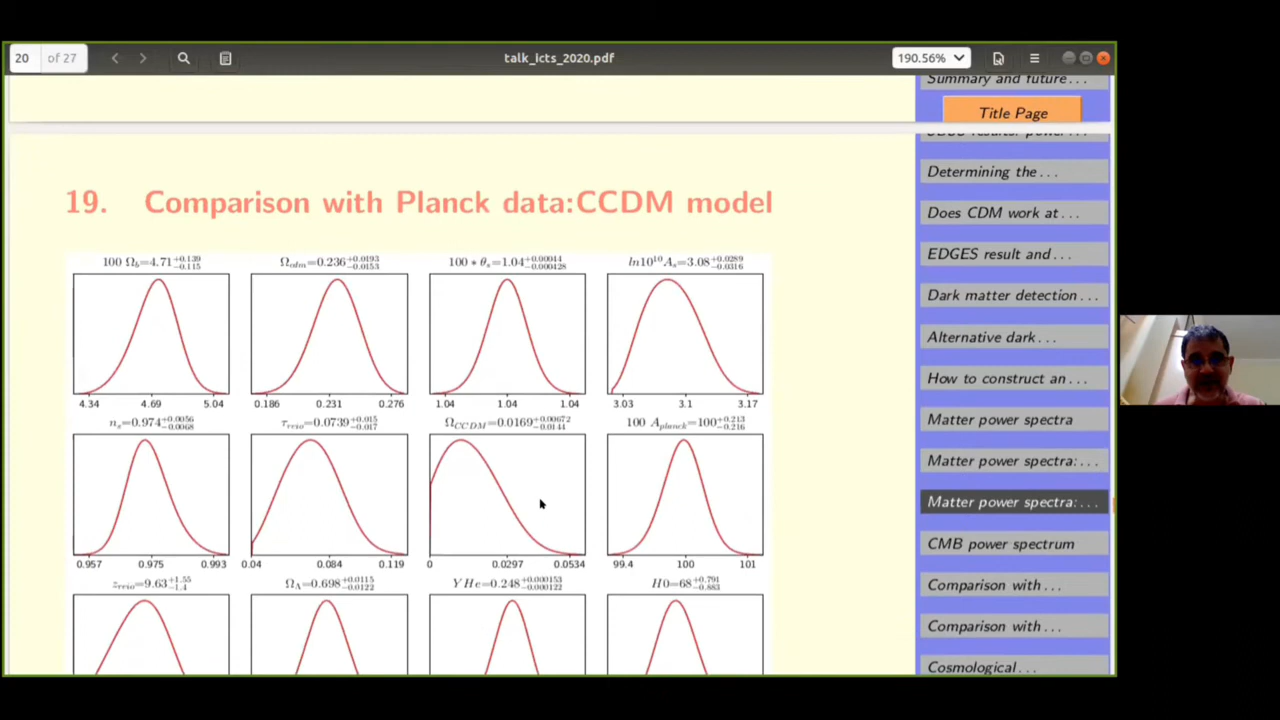 20 of 27
talk_icts_2020.pdf
190.56%
Summary and future...
Title Page
Determining the...
Does CDM work at...
EDGES result and...
Dark matter detection...
Alternative dark...
How to construct an...
Matter power spectra
Matter power spectra:...
Matter power spectra:...
CMB power spectrum
Comparison with...
Comparison with...
Cosmological...
19. Comparison with Planck data:CCDM model
100 Ω_b=4.71^{+0.139}_{-0.115}
Ω_cdm=0.236^{+0.0193}_{-0.0153}
100 * θ_s=1.04^{+0.00044}_{-0.000428}
ln10^{10}A_s=3.08^{+0.0289}_{-0.0316}
4.34 4.69 5.04
0.186 0.231 0.276
1.04 1.04 1.04
3.03 3.1 3.17
n_s=0.974^{+0.0056}_{-0.0068}
τ_reio=0.0739^{+0.015}_{-0.017}
Ω_CCDM=0.0169^{+0.00672}_{-0.0144}
100 A_planck=100^{+0.213}_{-0.216}
0.957 0.975 0.993
0.04 0.084 0.119
0 0.0297 0.0534
99.4 100 101
z_reio=9.63^{+1.55}_{-1.4}
Ω_Λ=0.698^{+0.0115}_{-0.0122}
YHe=0.248^{+0.000153}_{-0.000122}
H0=68^{+0.791}_{-0.883}